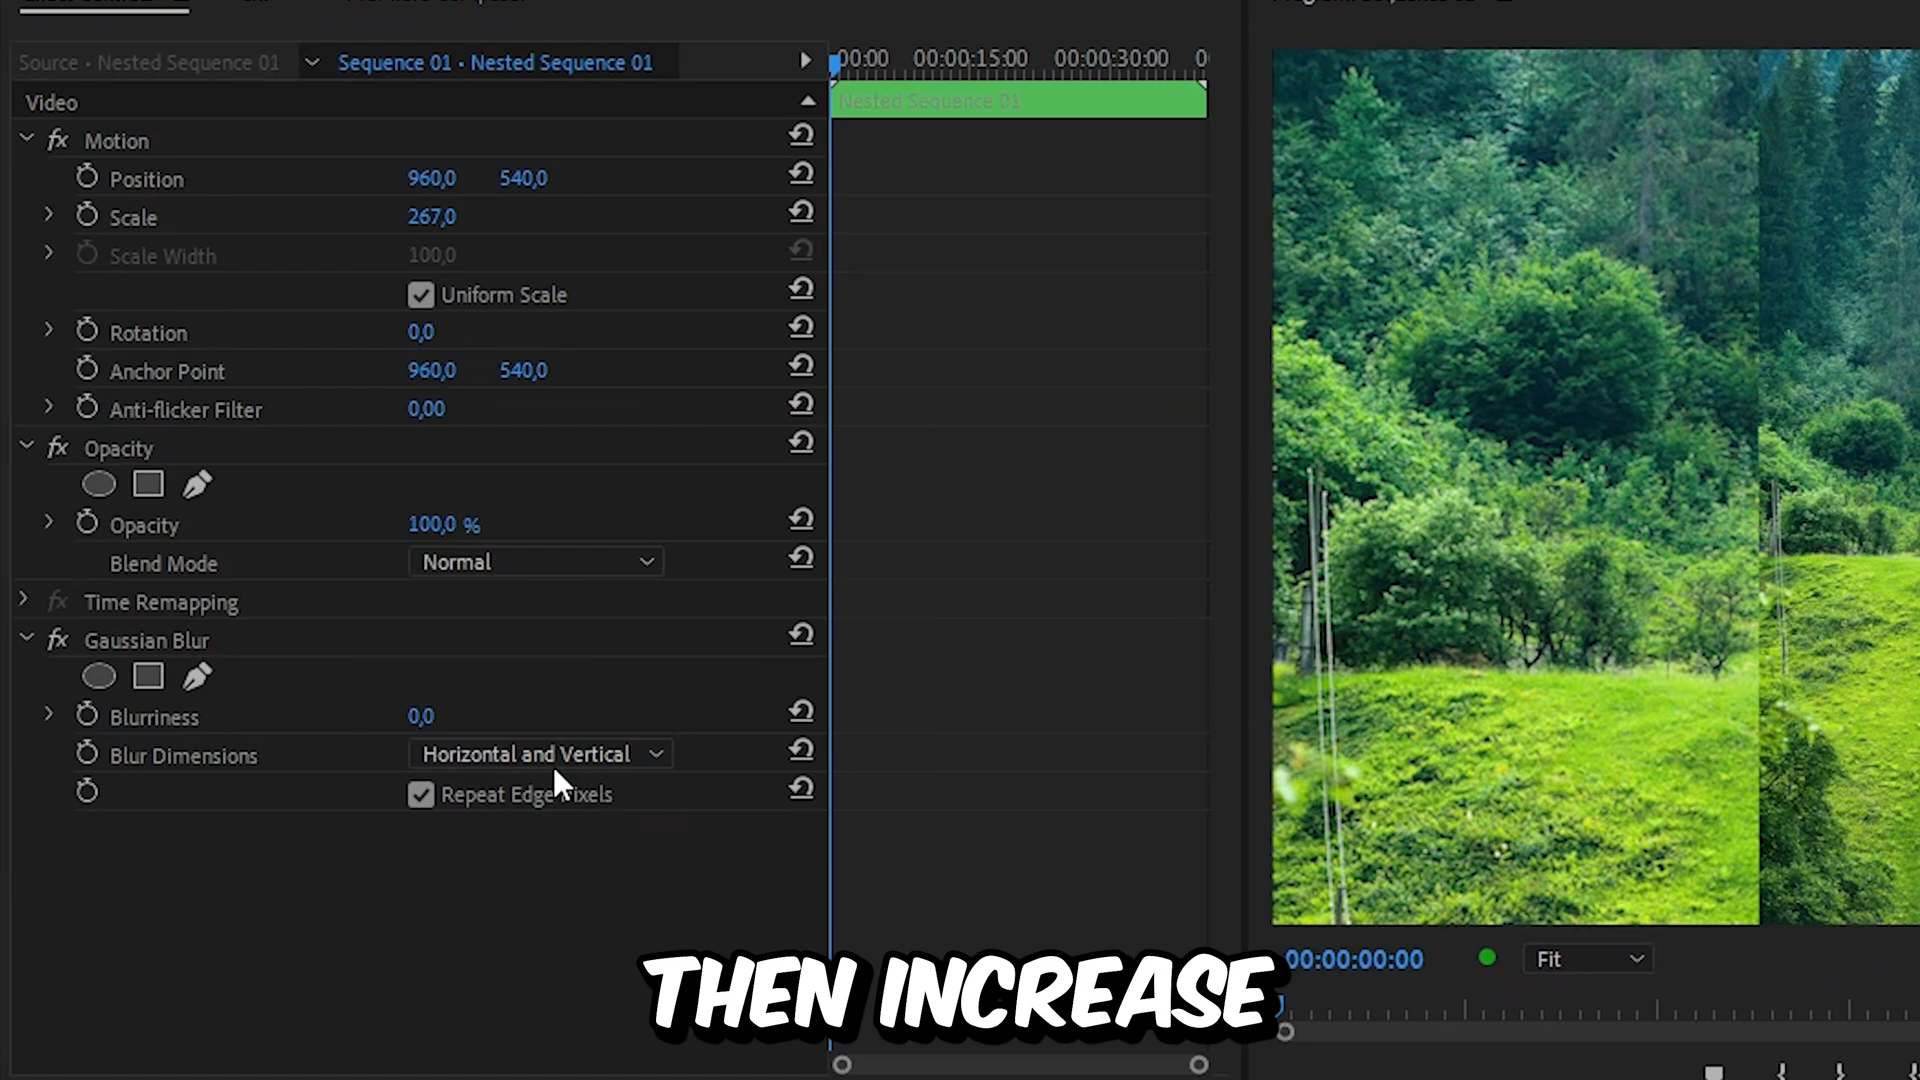 Source • Nested Sequence 01
Sequence 01 • Nested Sequence 01
:00:00 00:00:15:00 00:00:30:00
Nested Sequence 01
Video
fx Motion
Position 960,0 540,0
Scale 267,0
Scale Width 100,0
Uniform Scale
Rotation 0,0
Anchor Point 960,0 540,0
Anti-flicker Filter 0,00
fx Opacity
Opacity 100,0 %
Blend Mode Normal
fx Time Remapping
fx Gaussian Blur
Blurriness 0,0
Blur Dimensions Horizontal and Vertical
Repeat Edge Pixels
00:00:00:00 Fit
THEN INCREASE